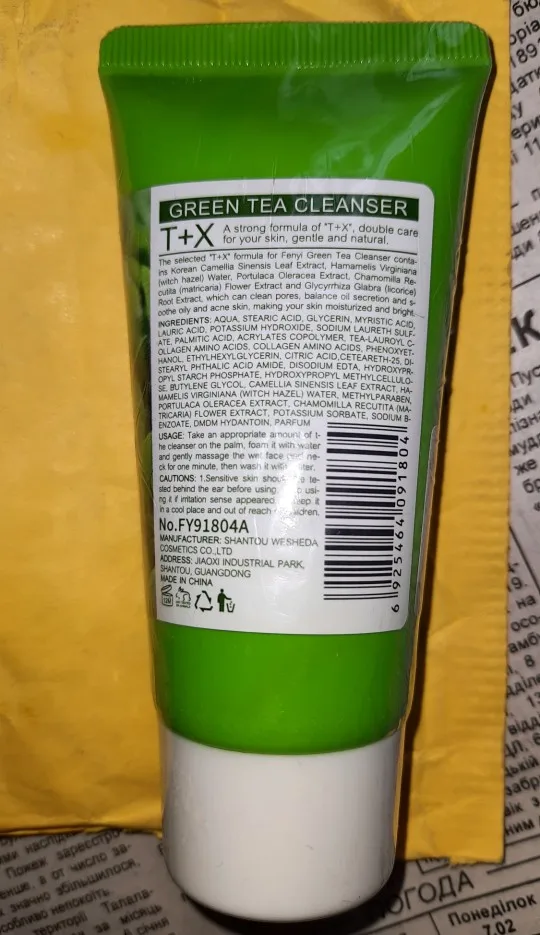 GREEN TEA CLEANSER
T+X
A strong formula of "T+X", double care
for your skin, gentle and natural.
The selected "T+X" formula for Fenyi Green Tea Cleanser conta-
ins Korean Camellia Sinensis Leaf Extract, Hamamelis Virginiana
(witch hazel) Water, Portulaca Oleracea Extract, Chamomilla Re-
cutita (matricaria) Flower Extract and Glycyrrhiza Glabra (licorice)
Root Extract, which can clean pores, balance oil secretion and s-
oothe oily and acne skin, making your skin moisturized and bright.
INGREDIENTS: AQUA, STEARIC ACID, GLYCERIN, MYRISTIC ACID,
LAURIC ACID, POTASSIUM HYDROXIDE, SODIUM LAURETH SULF-
ATE, PALMITIC ACID, ACRYLATES COPOLYMER, TEA-LAUROYL C-
OLLAGEN AMINO ACIDS, COLLAGEN AMINO ACIDS, PHENOXYET-
HANOL, ETHYLHEXYLGLYCERIN, CITRIC ACID,CETEARETH-25, DI-
STEARYL PHTHALIC ACID AMIDE, DISODIUM EDTA, HYDROXYPR-
OPYL STARCH PHOSPHATE, HYDROXYPROPYL METHYLCELLULO-
SE, BUTYLENE GLYCOL, CAMELLIA SINENSIS LEAF EXTRACT, HA-
MAMELIS VIRGINIANA (WITCH HAZEL) WATER, METHYLPARABEN,
PORTULACA OLERACEA EXTRACT, CHAMOMILLA RECUTITA (MA-
TRICARIA) FLOWER EXTRACT, POTASSIUM SORBATE, SODIUM B-
ENZOATE, DMDM HYDANTOIN, PARFUM
USAGE: Take an appropriate amount of t-
he cleanser on the palm, foam it with water
and gently massage the wet face and ne-
ck for one minute, then wash it with water.
CAUTIONS: 1.Sensitive skin should be te-
sted behind the ear before using. usi-
ng it if irritation sense appeared. keep it
in a cool place and out of reach children.
No.FY91804A
MANUFACTURER: SHANTOU WESHEDA
COSMETICS CO.,LTD
ADDRESS: JIAOXI INDUSTRIAL PARK,
SHANTOU, GUANGDONG
MADE IN CHINA
12M
6 925464 091804
ПОГОДА
Понеділок
7.02
Пожеж зареєстро-
значно збільшилося,
особливо непокоїть
території Талала-